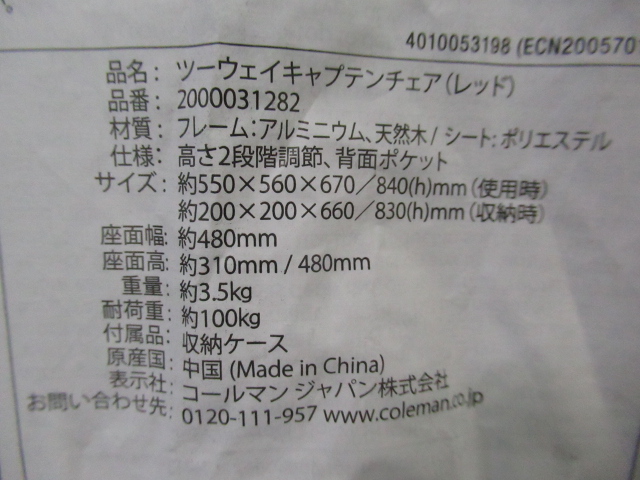 4010053198 (ECN2005701
品名: ツーウェイキャプテンチェア(レッド)
品番: 2000031282
材質: フレーム:アルミニウム、天然木/シート:ポリエステル
仕様: 高さ2段階調節、背面ポケット
サイズ: 約550×560×670/840(h)mm(使用時)
約200×200×660/830(h)mm(収納時)
座面幅: 約480mm
座面高: 約310mm / 480mm
重量: 約3.5kg
耐荷重: 約100kg
付属品: 収納ケース
原産国: 中国 (Made in China)
表示社: コールマン ジャパン株式会社
お問い合わせ先: 0120-111-957 www.coleman.co.jp